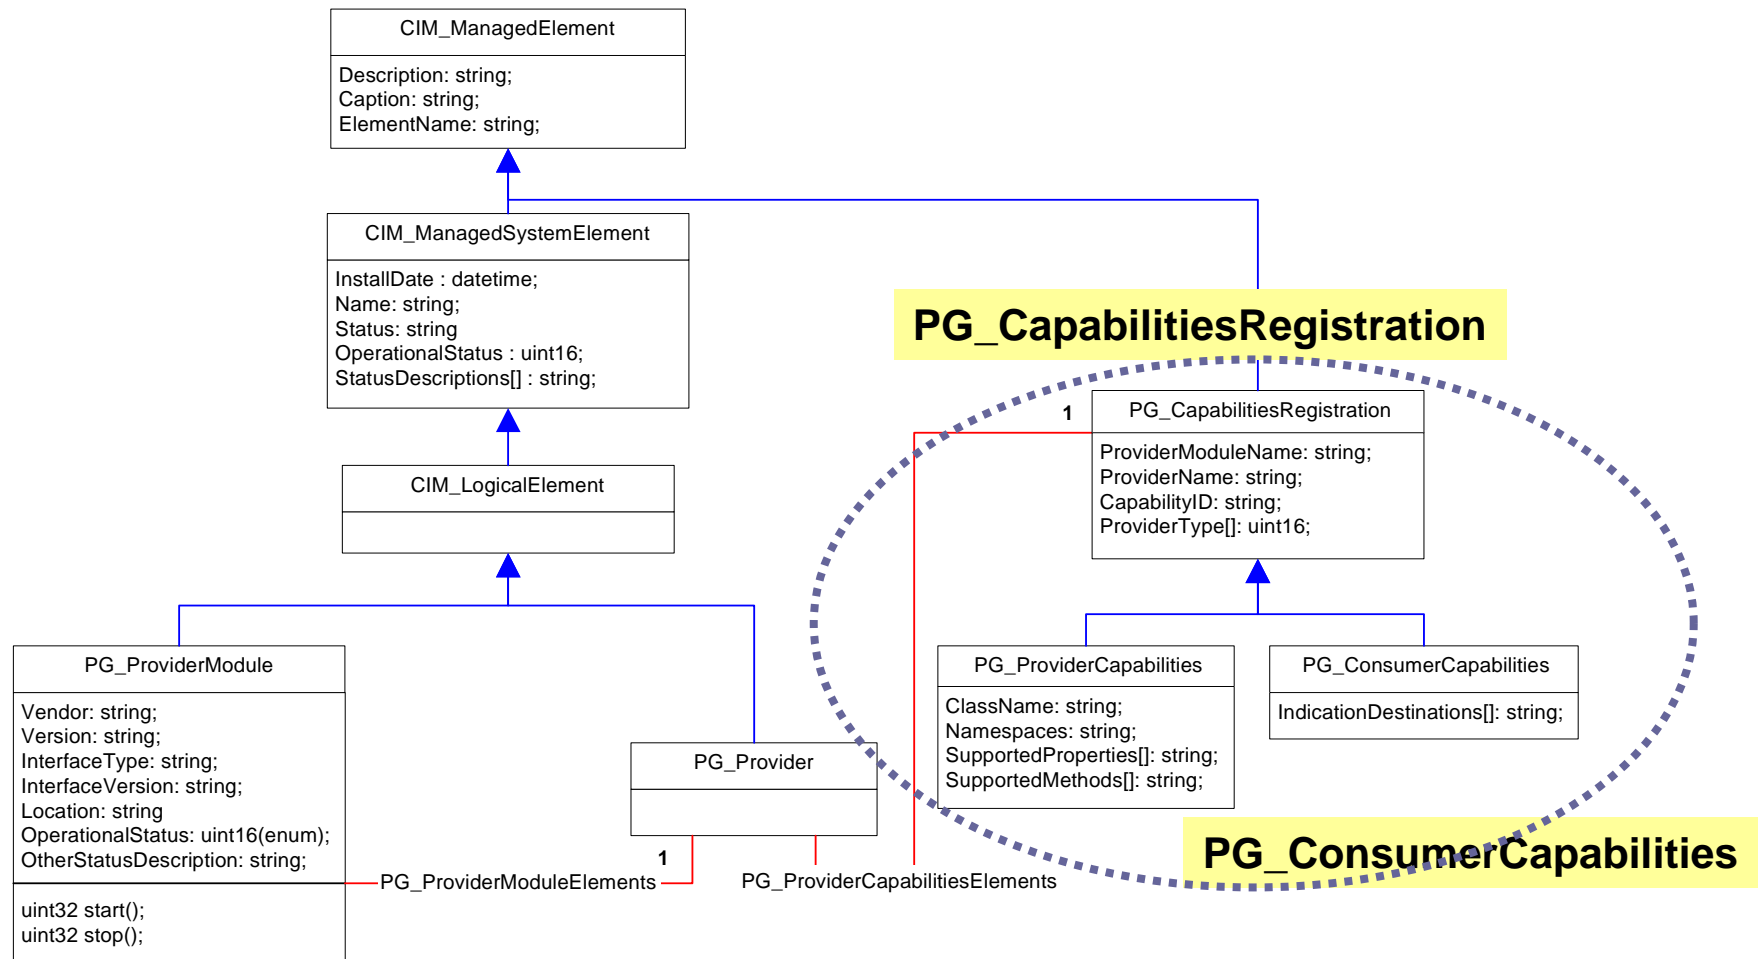 CIM_ManagedElement
Description: string;
Caption: string;
ElementName: string;
CIM_ManagedSystemElement
InstallDate : datetime;
Name: string;
Status: string
OperationalStatus : uint16;
StatusDescriptions[] : string;
PG_CapabilitiesRegistration
1
PG_CapabilitiesRegistration
ProviderModuleName: string;
ProviderName: string;
CapabilityID: string;
ProviderType[]: uint16;
CIM_LogicalElement
PG_ProviderModule
Vendor: string;
Version: string;
InterfaceType: string;
InterfaceVersion: string;
Location: string
OperationalStatus: uint16(enum);
OtherStatusDescription: string;
uint32 start();
uint32 stop();
PG_Provider
1
PG_ProviderModuleElements
PG_ProviderCapabilitiesElements
PG_ProviderCapabilities
ClassName: string;
Namespaces: string;
SupportedProperties[]: string;
SupportedMethods[]: string;
PG_ConsumerCapabilities
IndicationDestinations[]: string;
PG_ConsumerCapabilities